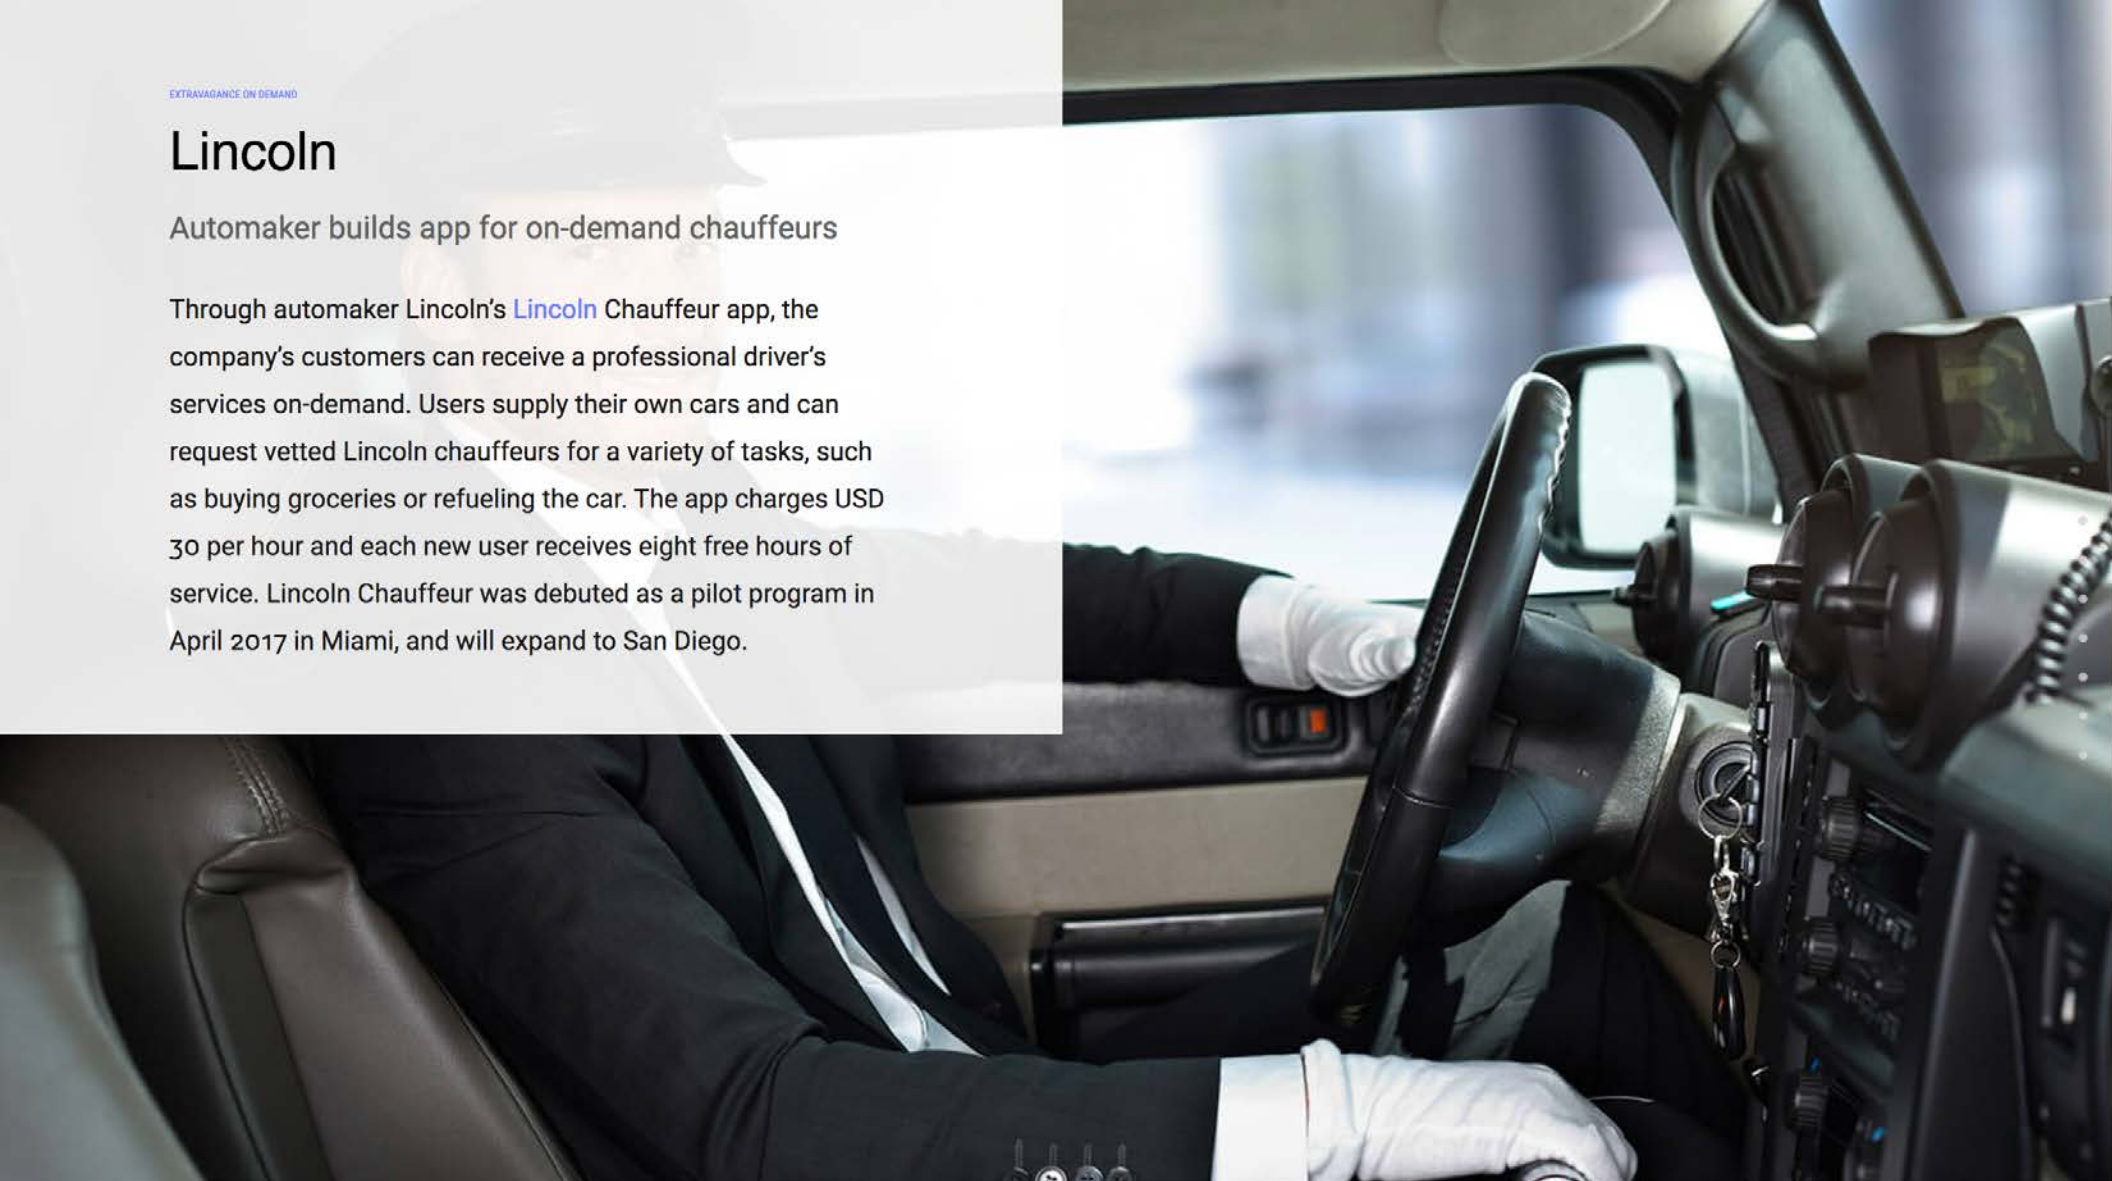 EXTRAVAGANCE ON DEMAND
Lincoln
Automaker builds app for on-demand chauffeurs
Through automaker Lincoln’s Lincoln Chauffeur app, the
company’s customers can receive a professional driver’s
services on-demand. Users supply their own cars and can
request vetted Lincoln chauffeurs for a variety of tasks, such
as buying groceries or refueling the car. The app charges USD
30 per hour and each new user receives eight free hours of
service. Lincoln Chauffeur was debuted as a pilot program in
April 2017 in Miami, and will expand to San Diego.